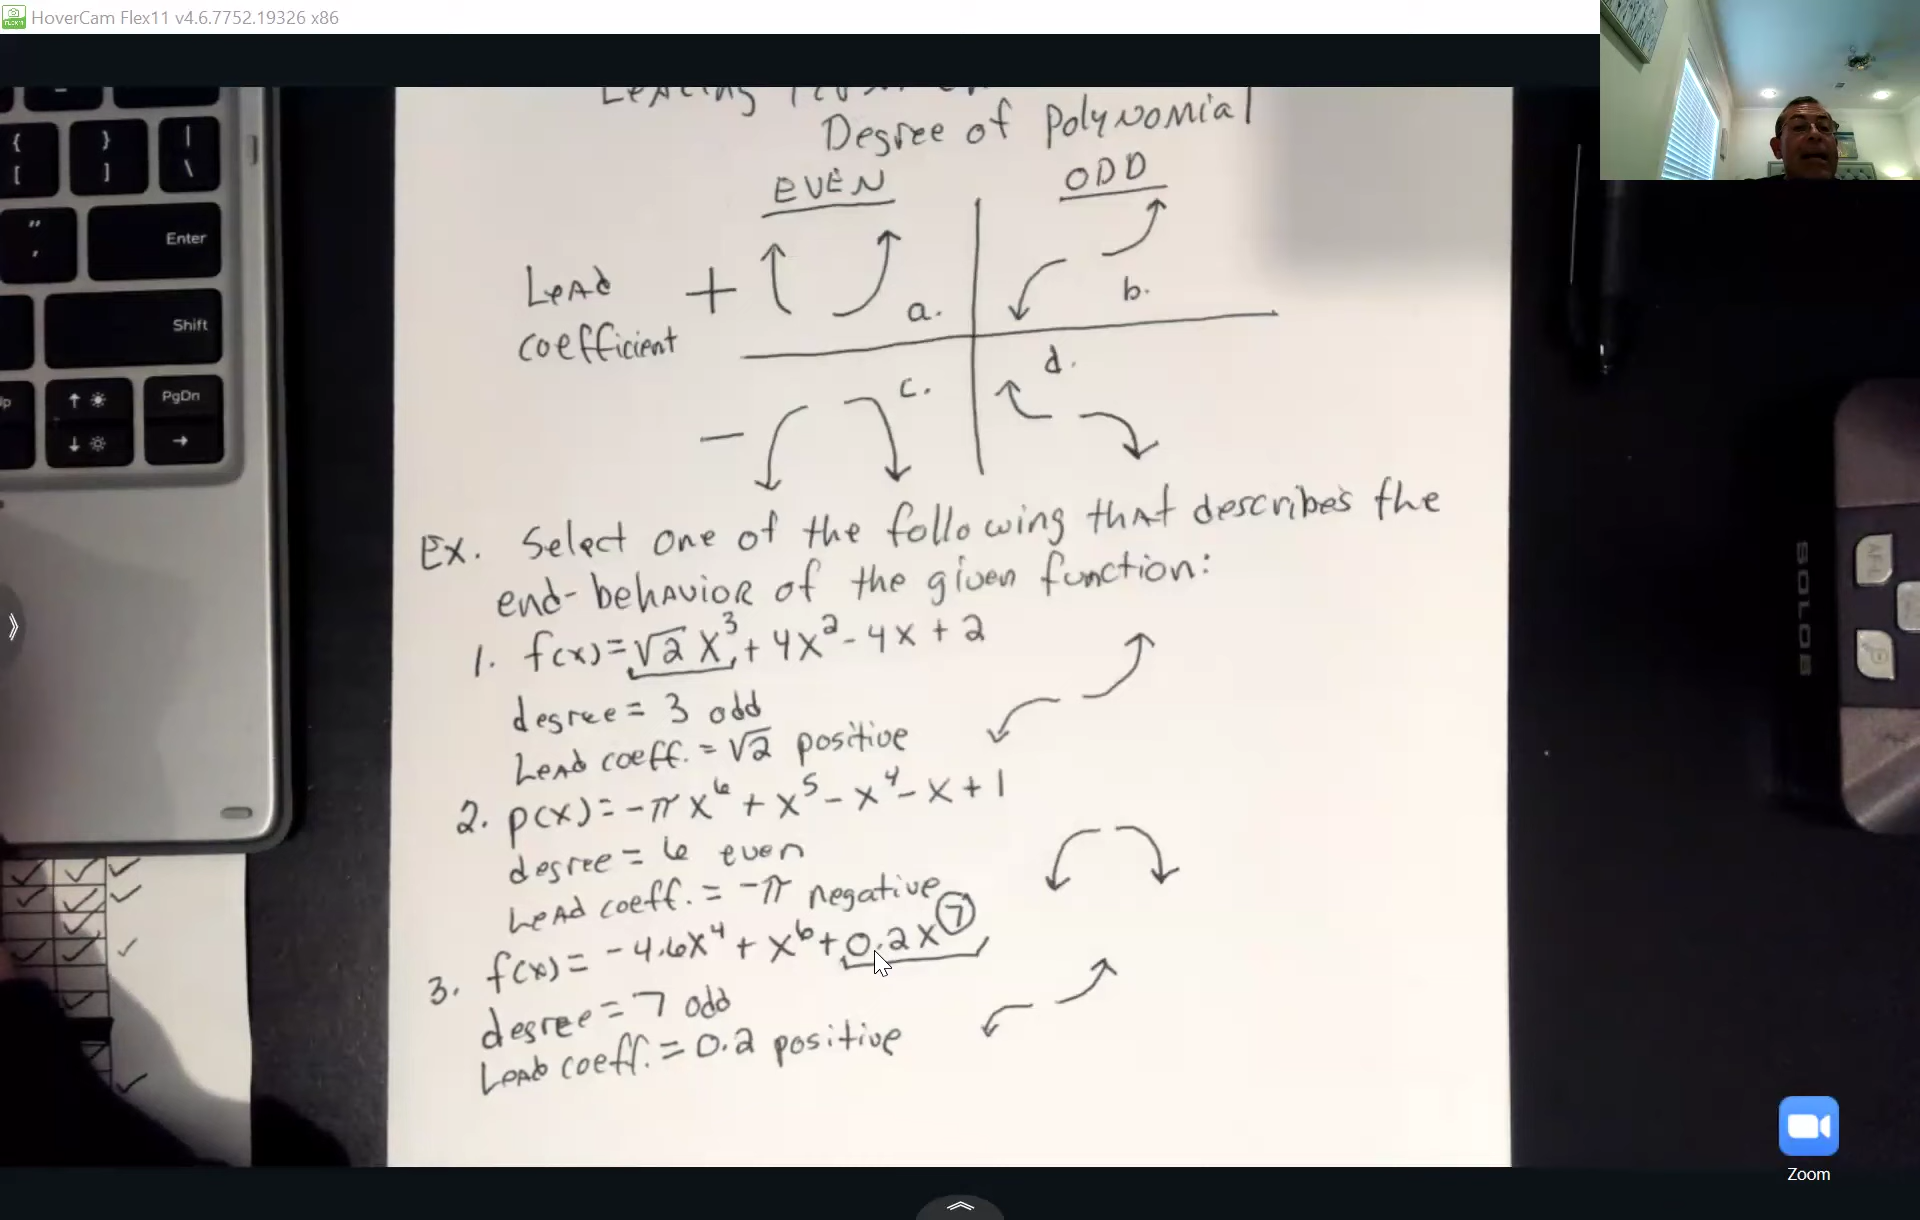 HoverCam Flex11 v4.6.7752.19326 x86
Degree of Polynomial
EVEN ODD
Lead
coefficient
+
a.
b.
−
c.
d.
Ex. Select one of the following that describes the
end-behavior of the given function:
1. f(x)=√2 x³ + 4x² - 4x + 2
degree = 3 odd
Lead coeff. = √2 positive
2. p(x) = -πx⁶ + x⁵ - x⁴ - x + 1
degree = 6 even
Lead coeff. = -π negative
3. f(x) = -4.6x⁴ + x⁶ + 0.2x⁷
degree = 7 odd
Lead coeff. = 0.2 positive
{
[
}
]
|
\
"
,
Enter
Shift
PgDn
SOLO8
Zoom